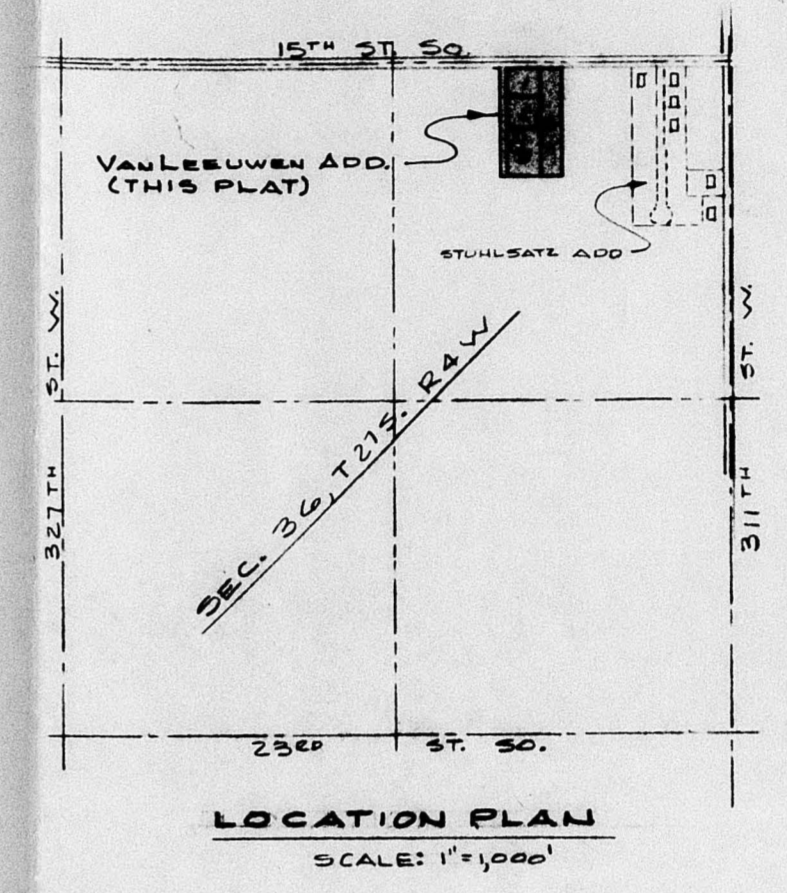 15TH ST. SO.
VANLEEUWEN ADD.
(THIS PLAT)
STUHLSATZ ADD
327TH ST. W.
311TH ST. W.
SEC. 36, T27S. R4W
23RD ST. SO.
LOCATION PLAN
SCALE: 1"=1,000'